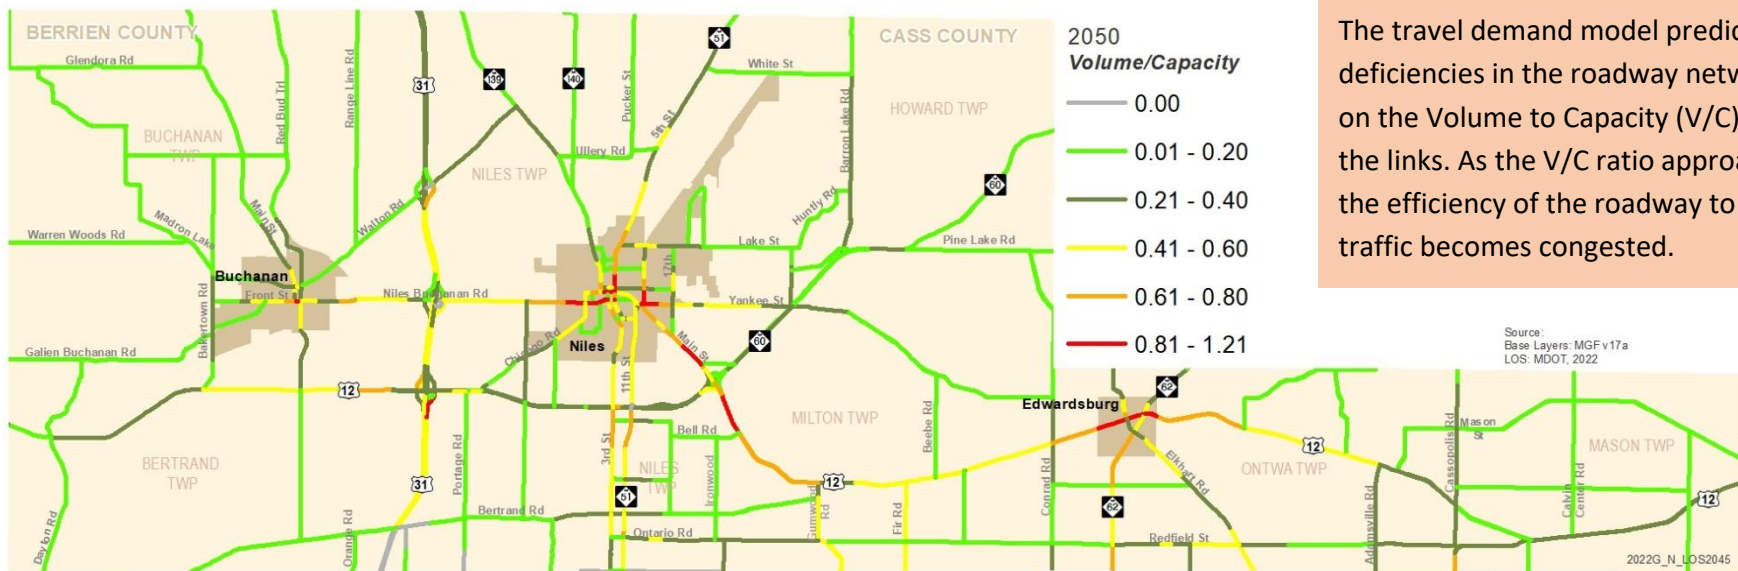 BERRIEN COUNTY
Glendora Rd
Red Bud Trl
Range Line Rd
31
139
140
Pucker St
51
White St
CASS COUNTY
BUCHANAN
TWP
NILES TWP
Ullery Rd
5th St
HOWARD TWP
Barron Lake Rd
60
Huntly Rd
Madron Lake
Main St
Walton Rd
Warren Woods Rd
Lake St
17th
Pine Lake Rd
Buchanan
Front St
Niles Buchanan Rd
Yankee St
Bakertown Rd
Galien Buchanan Rd
Chicago Rd
Niles
Main St
60
11th St
12
3rd St
Bell Rd
MILTON TWP
Beebe Rd
Edwardsburg
62
BERTRAND
TWP
Portage Rd
31
NILES
TWP
Ironwood
51
12
Gumwood
Rd
Fir Rd
Conrad Rd
62
Elkhart Rd
ONTWA TWP
12
Cassopolis Rd
Mason
St
MASON TWP
Calvin
Center Rd
12
Adamsville Rd
Dayton Rd
Orange Rd
Bertrand Rd
Ontario Rd
Redfield St
2022G_N_LOS2045
2050
Volume/Capacity
0.00
0.01 - 0.20
0.21 - 0.40
0.41 - 0.60
0.61 - 0.80
0.81 - 1.21
The travel demand model predic
deficiencies in the roadway netw
on the Volume to Capacity (V/C)
the links. As the V/C ratio approa
the efficiency of the roadway to
traffic becomes congested.
Source:
Base Layers: MGF v17a
LOS: MDOT, 2022